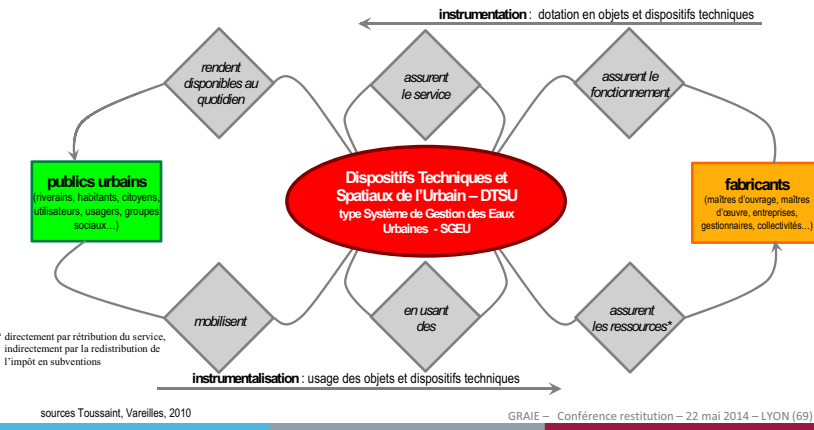 instrumentation : dotation en objets et dispositifs techniques
rendent
disponibles au
quotidien
assurent
le service
assurent le
fonctionnement
publics urbains
(riverains, habitants, citoyens,
utilisateurs, usagers, groupes
sociaux…)
Dispositifs Techniques et
Spatiaux de l’Urbain – DTSU
type Système de Gestion des Eaux
Urbaines - SGEU
fabricants
(maîtres d’ouvrage, maîtres
d’œuvre, entreprises,
gestionnaires, collectivités…)
mobilisent
en usant
des
assurent
les ressources*
* directement par rétribution du service,
indirectement par la redistribution de
l’impôt en subventions
instrumentalisation : usage des objets et dispositifs techniques
sources Toussaint, Vareilles, 2010
GRAIE – Conférence restitution – 22 mai 2014 – LYON (69)